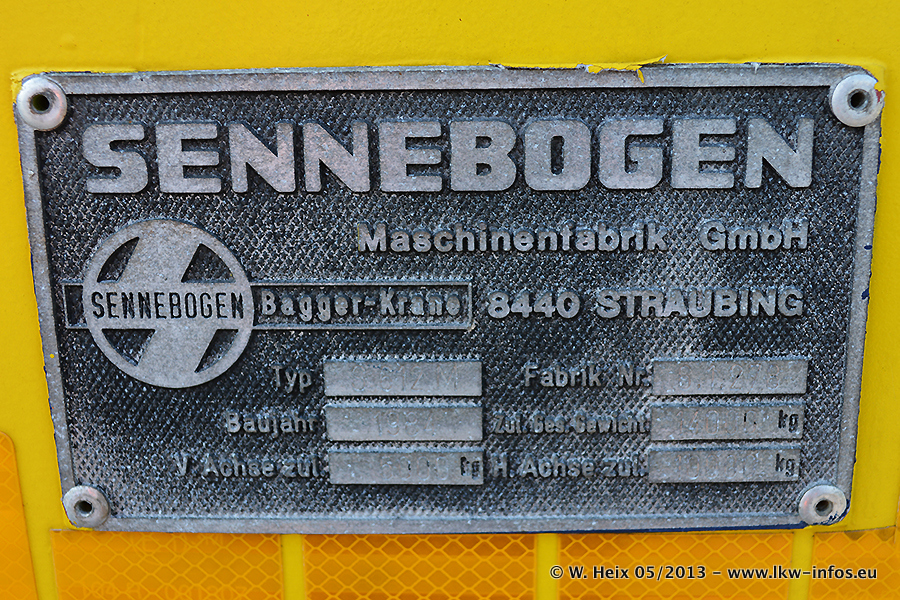 SENNEBOGEN
Maschinenfabrik GmbH
SENNEBOGEN Bagger-Krane 8440 STRAUBING
Typ Fabrik Nr.
Baujahr Zul. Ges. Gewicht kg
V. Achse zul. kg H. Achse zul. kg
© W. Heix 05/2013 - www.lkw-infos.eu